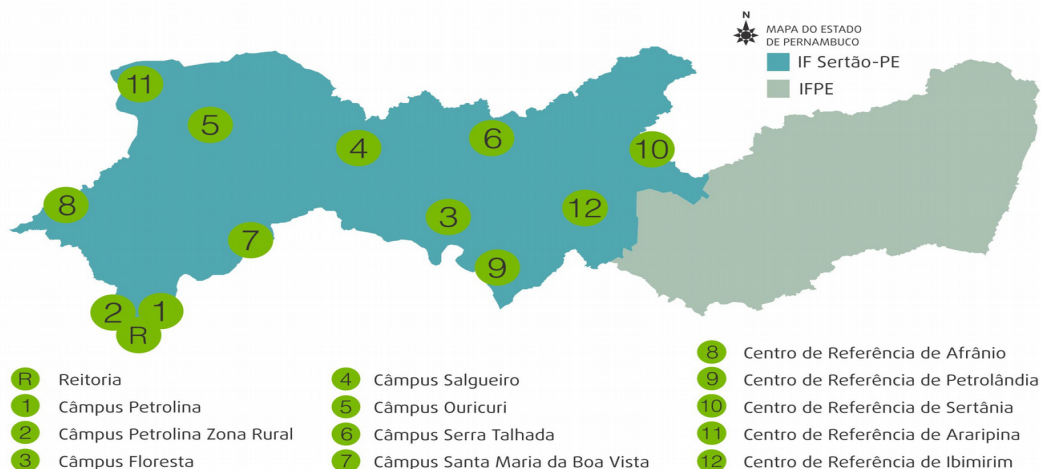 N
MAPA DO ESTADO
DE PERNAMBUCO
IF Sertão-PE
IFPE
11
5
4
6
10
8
7
3
12
9
2
1
R
R Reitoria
1 Câmpus Petrolina
2 Câmpus Petrolina Zona Rural
3 Câmpus Floresta
4 Câmpus Salgueiro
5 Câmpus Ouricuri
6 Câmpus Serra Talhada
7 Câmpus Santa Maria da Boa Vista
8 Centro de Referência de Afrânio
9 Centro de Referência de Petrolândia
10 Centro de Referência de Sertânia
11 Centro de Referência de Araripina
12 Centro de Referência de Ibimirim